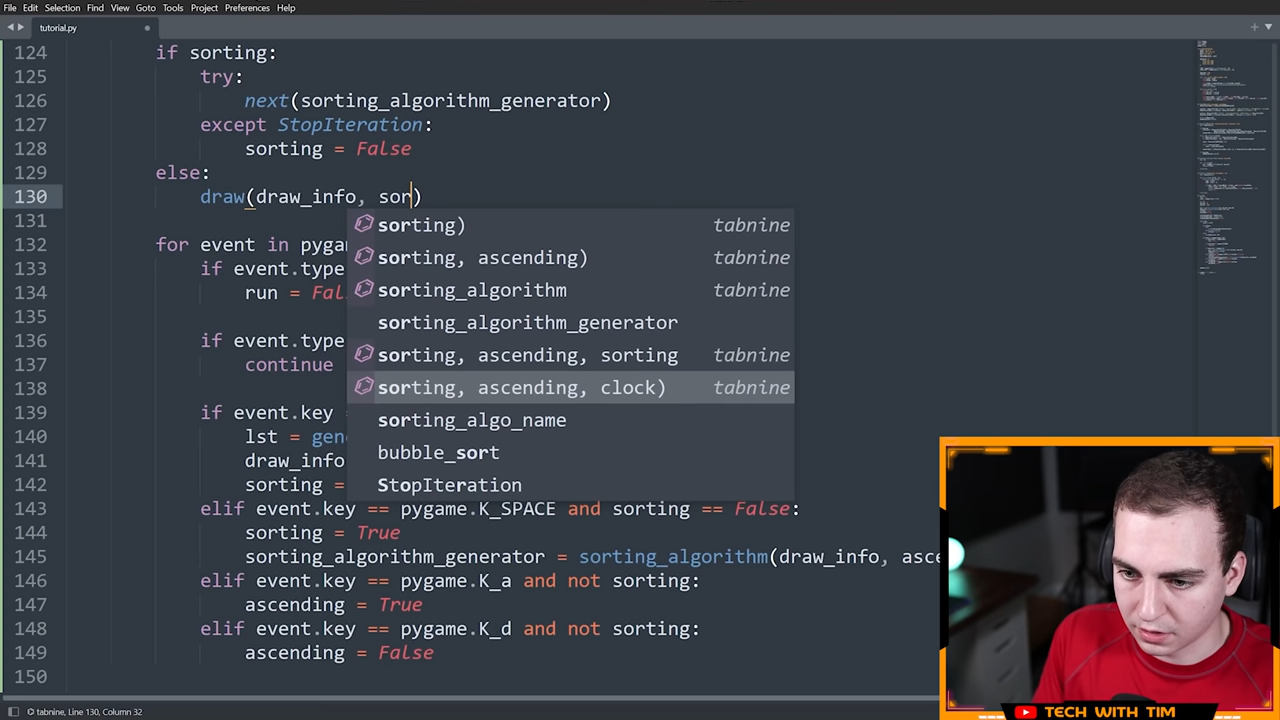 File Edit Selection Find View Goto Tools Project Preferences Help
tutorial.py
124 if sorting:
125 try:
126 next(sorting_algorithm_generator)
127 except StopIteration:
128 sorting = False
129 else:
130 draw(draw_info, sor)
sorting) tabnine
131
sorting, ascending) tabnine
132 for event in pygam
133 if event.type
sorting_algorithm tabnine
134 run = Fal
sorting_algorithm_generator
135
136 if event.type
sorting, ascending, sorting tabnine
137 continue
sorting, ascending, clock) tabnine
138
139 if event.key =
sorting_algo_name
140 lst = gen
bubble_sort
141 draw_info
StopIteration
142 sorting =
143 elif event.key == pygame.K_SPACE and sorting == False:
144 sorting = True
145 sorting_algorithm_generator = sorting_algorithm(draw_info, asce
146 elif event.key == pygame.K_a and not sorting:
147 ascending = True
148 elif event.key == pygame.K_d and not sorting:
149 ascending = False
150
tabnine, Line 130, Column 32
TECH WITH TIM